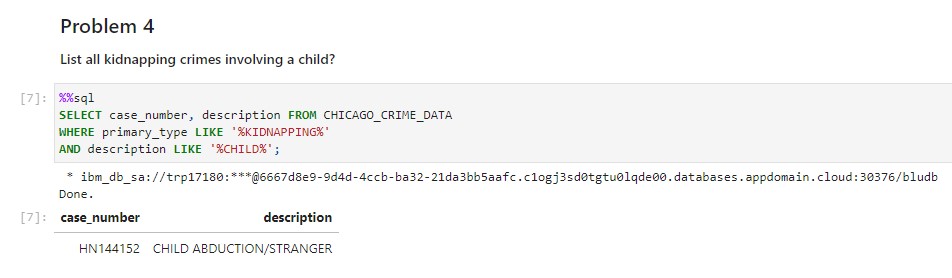 Problem 4
List all kidnapping crimes involving a child?
[7]: %%sql
SELECT case_number, description FROM CHICAGO_CRIME_DATA
WHERE primary_type LIKE '%KIDNAPPING%'
AND description LIKE '%CHILD%';
* ibm_db_sa://trp17180:***@6667d8e9-9d4d-4ccb-ba32-21da3bb5aafc.c1ogj3sd0tgtu0lqde00.databases.appdomain.cloud:30376/bludb
Done.
[7]: case_number description
HN144152 CHILD ABDUCTION/STRANGER